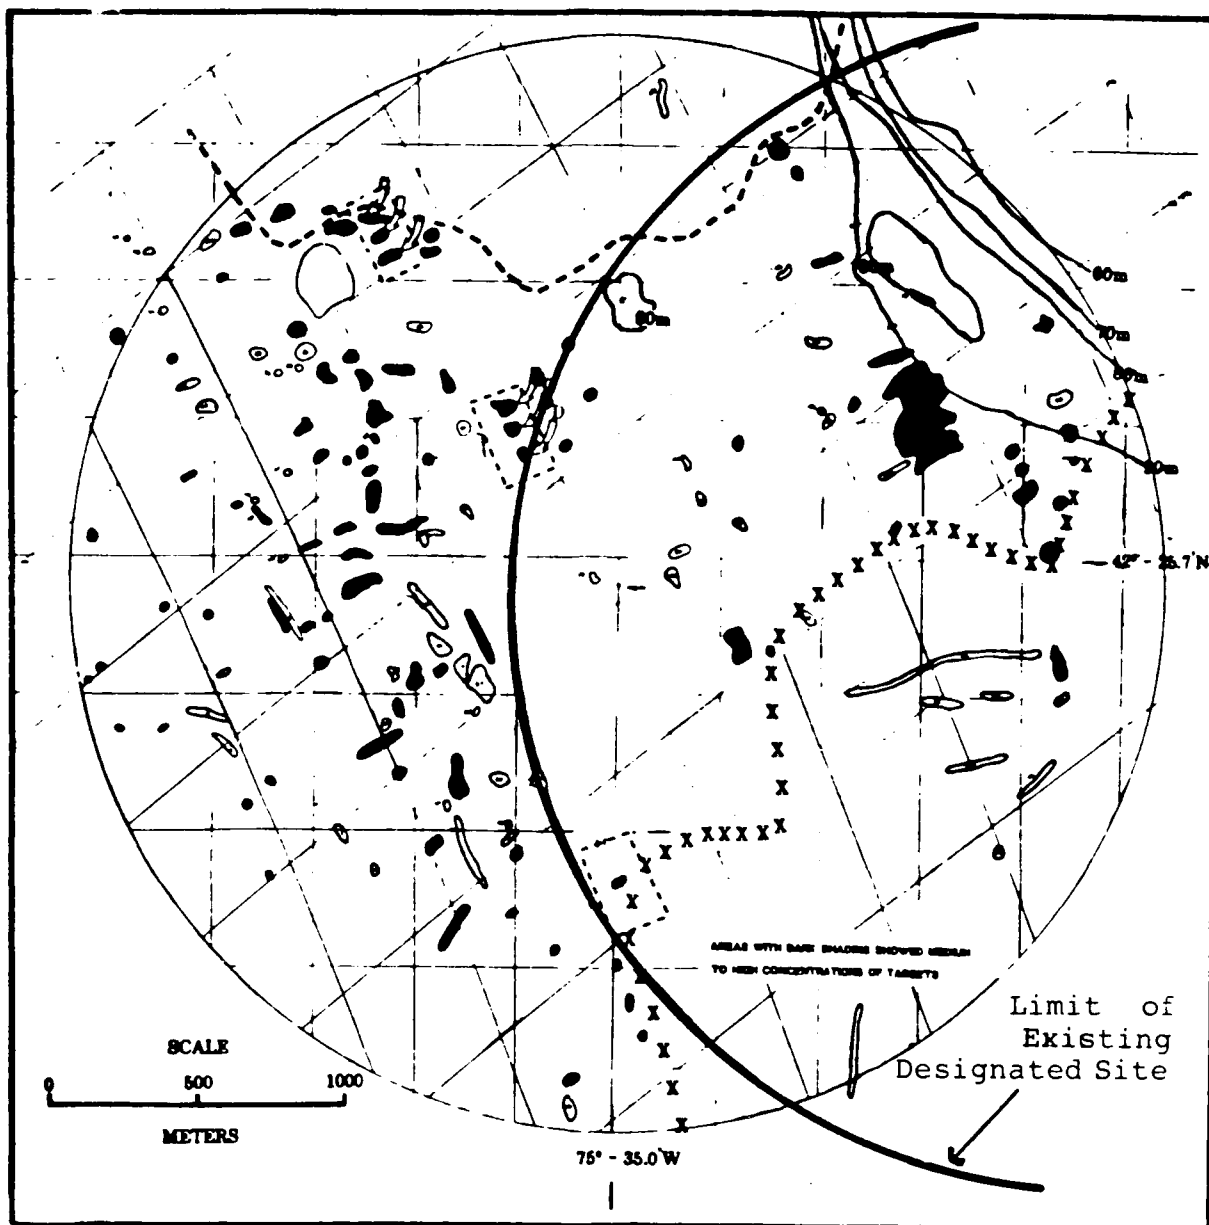 60m
70m
80m
90m
X X X X X X X X X X X X X X X X X X
42° - 25.7'N
AREAS WITH DARK SHADING SHOWED MEDIUM
TO HIGH CONCENTRATIONS OF TARGETS
Limit of
Existing
Designated Site
SCALE
0 500 1000
METERS
75° - 35.0'W